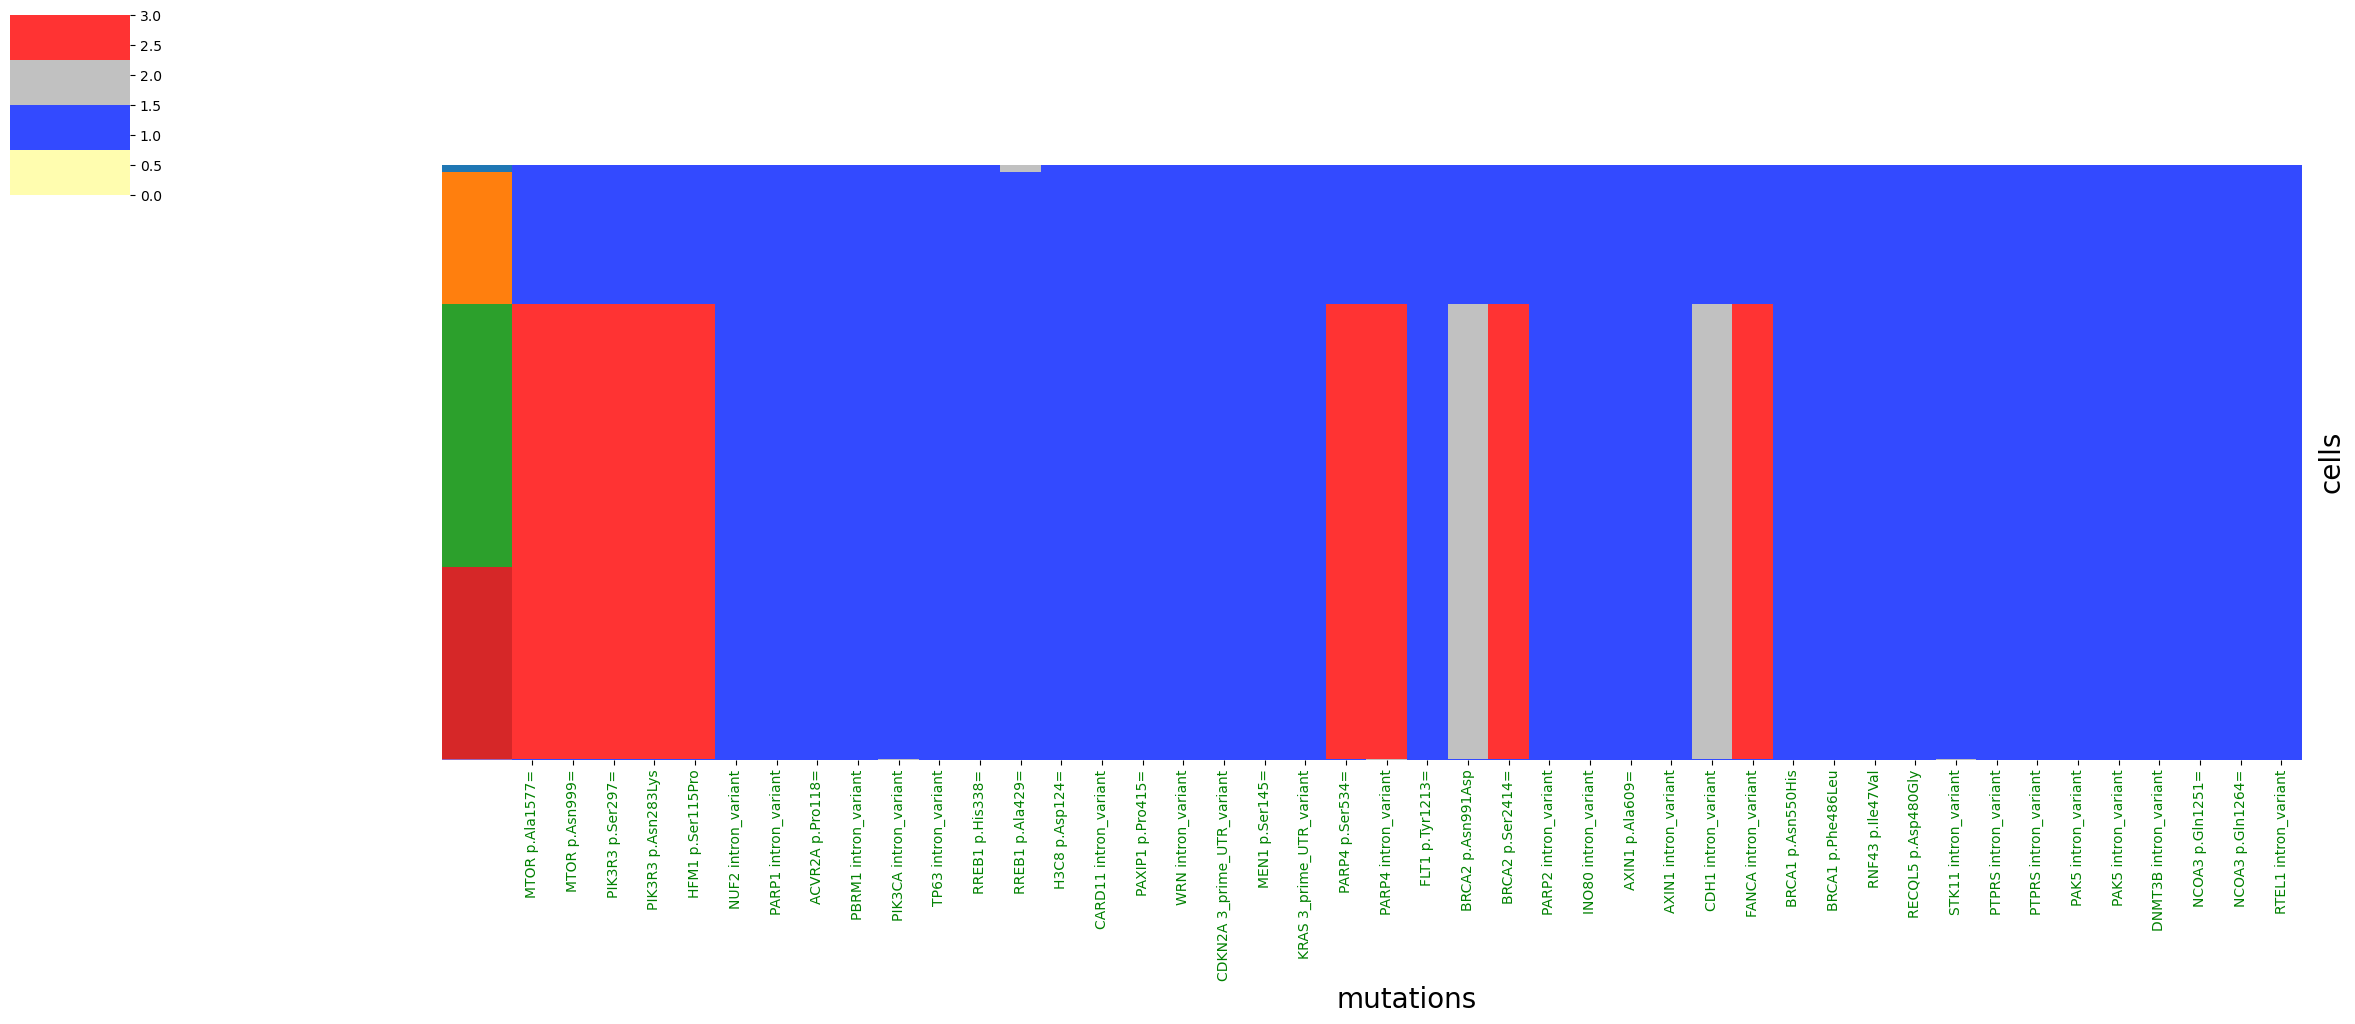 3.0
2.5
2.0
1.5
1.0
0.5
0.0
cells
MTOR p.Ala1577=
MTOR p.Asn999=
PIK3R3 p.Ser297=
PIK3R3 p.Asn283Lys
HFM1 p.Ser115Pro
NUF2 intron_variant
PARP1 intron_variant
ACVR2A p.Pro118=
PBRM1 intron_variant
PIK3CA intron_variant
TP63 intron_variant
RREB1 p.His338=
RREB1 p.Ala429=
H3C8 p.Asp124=
CARD11 intron_variant
PAXIP1 p.Pro415=
WRN intron_variant
CDKN2A 3_prime_UTR_variant
MEN1 p.Ser145=
KRAS 3_prime_UTR_variant
PARP4 p.Ser534=
PARP4 intron_variant
FLT1 p.Tyr1213=
BRCA2 p.Asn991Asp
BRCA2 p.Ser2414=
PARP2 intron_variant
INO80 intron_variant
AXIN1 p.Ala609=
AXIN1 intron_variant
CDH1 intron_variant
FANCA intron_variant
BRCA1 p.Asn550His
BRCA1 p.Phe486Leu
RNF43 p.Ile47Val
RECQL5 p.Asp480Gly
STK11 intron_variant
PTPRS intron_variant
PTPRS intron_variant
PAK5 intron_variant
PAK5 intron_variant
DNMT3B intron_variant
NCOA3 p.Gln1251=
NCOA3 p.Gln1264=
RTEL1 intron_variant
mutations